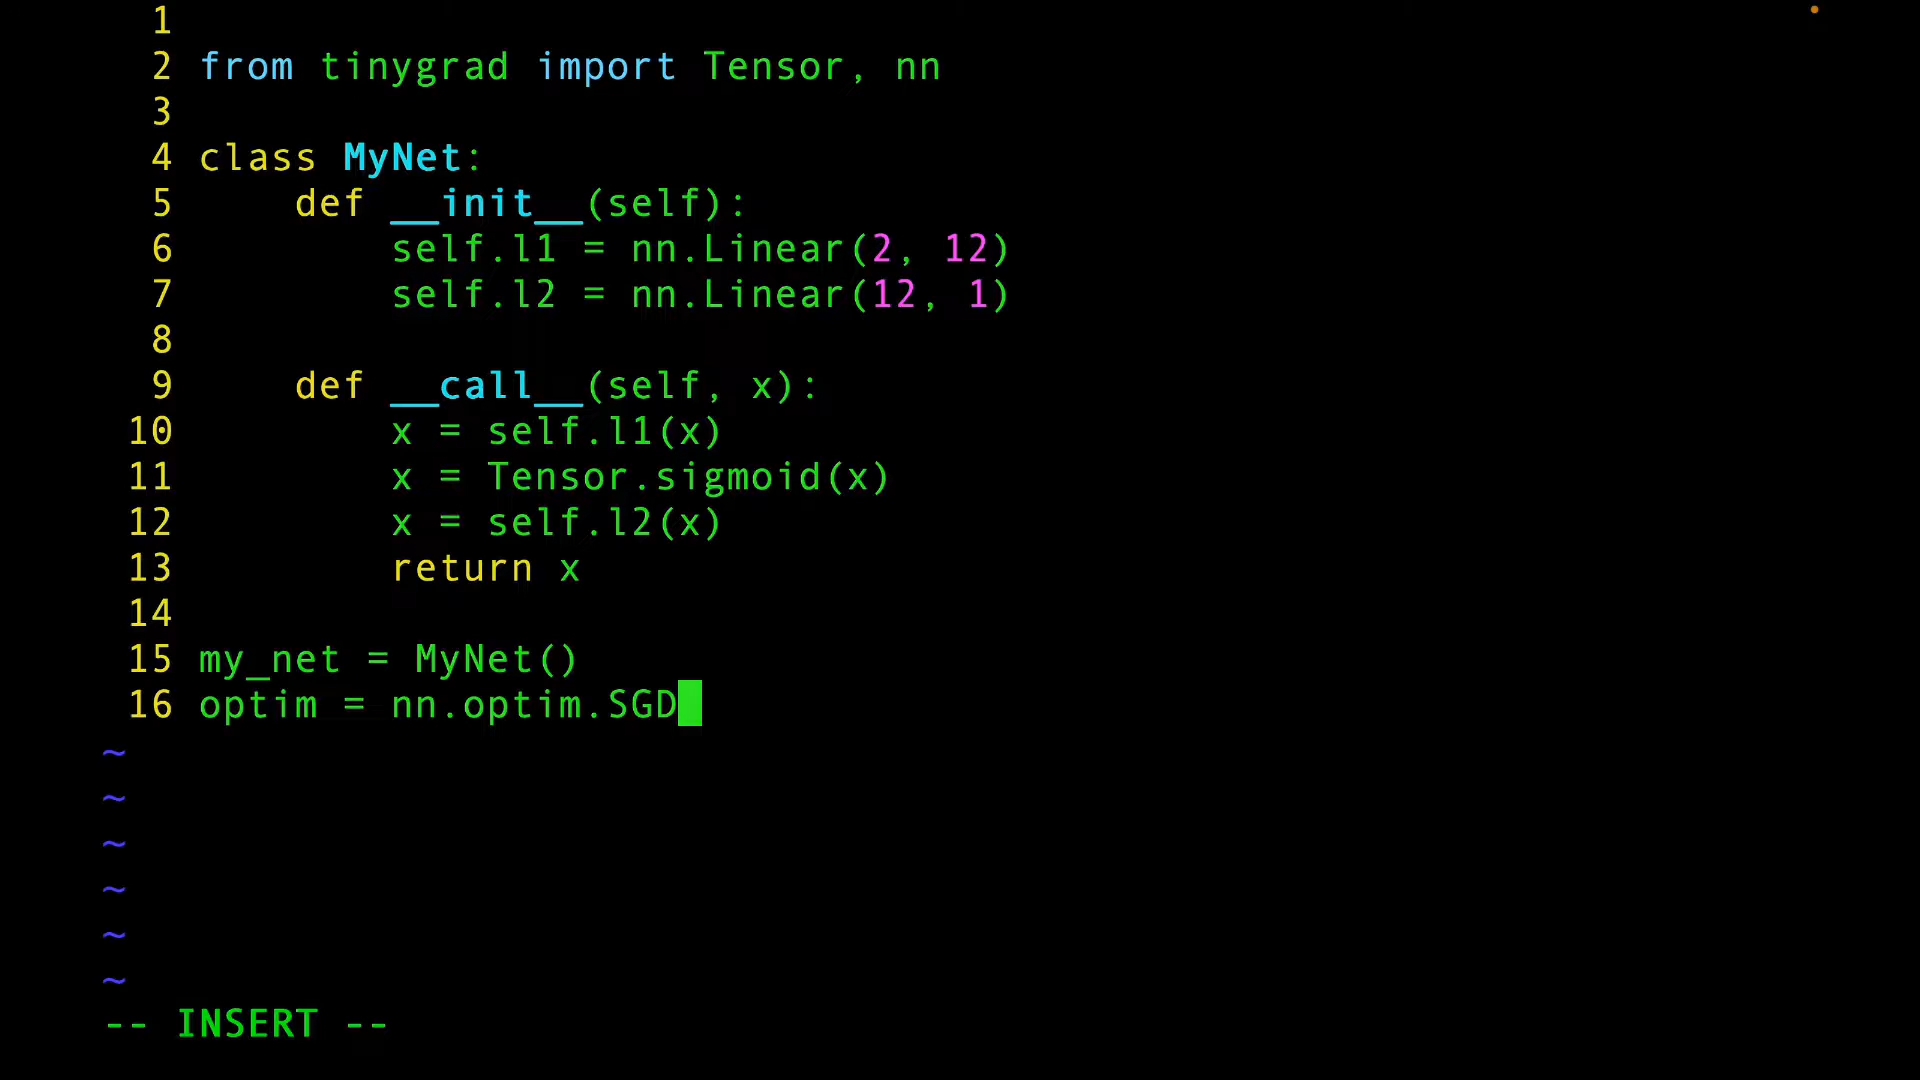 1
2 from tinygrad import Tensor, nn
3
4 class MyNet:
5     def __init__(self):
6         self.l1 = nn.Linear(2, 12)
7         self.l2 = nn.Linear(12, 1)
8
9     def __call__(self, x):
10         x = self.l1(x)
11         x = Tensor.sigmoid(x)
12         x = self.l2(x)
13         return x
14
15 my_net = MyNet()
16 optim = nn.optim.SGD
~
~
~
~
~
~
-- INSERT --